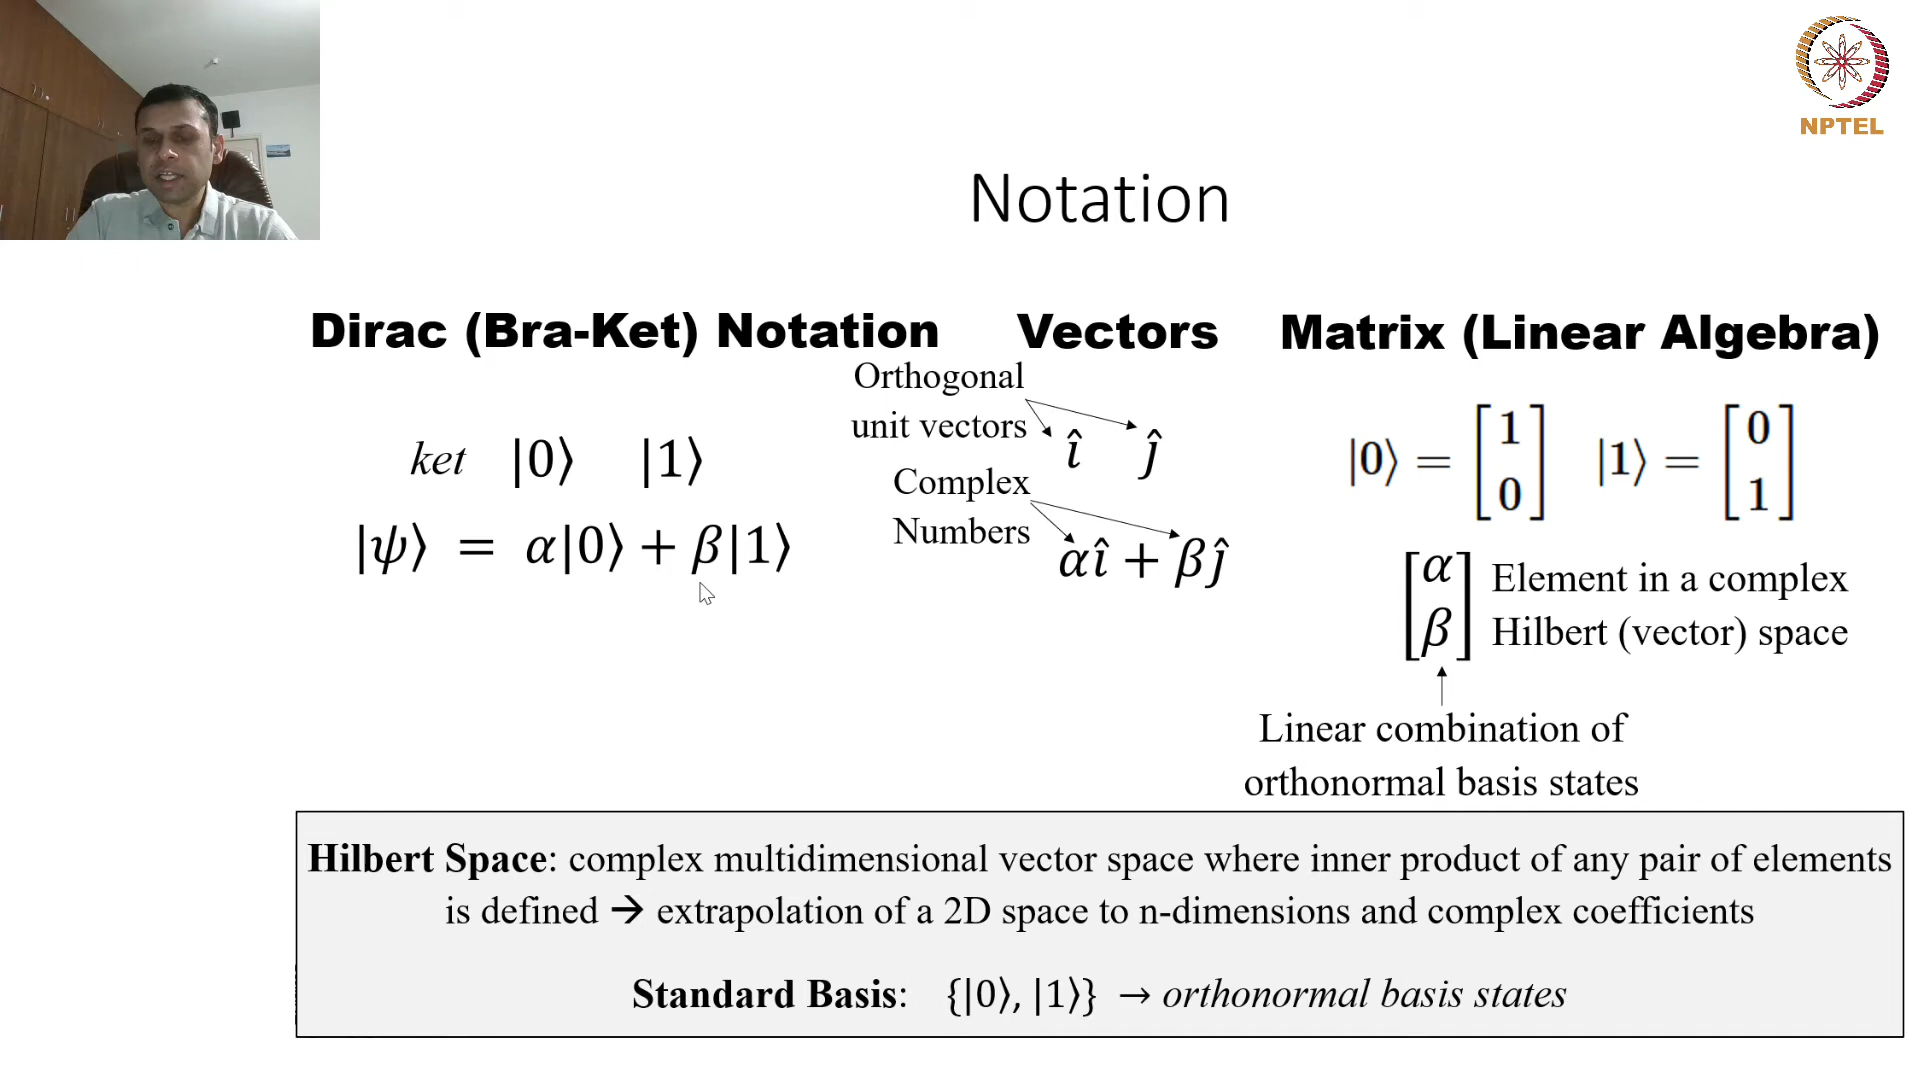 NPTEL
Notation
Dirac (Bra-Ket) Notation
ket |0⟩ |1⟩
|ψ⟩ = α|0⟩ + β|1⟩
Vectors
Orthogonal
unit vectors
î ĵ
Complex
Numbers
αî + βĵ
Matrix (Linear Algebra)
|0⟩ = [1 0] |1⟩ = [0 1]
[α β]
Element in a complex
Hilbert (vector) space
Linear combination of
orthonormal basis states
Hilbert Space: complex multidimensional vector space where inner product of any pair of elements
is defined → extrapolation of a 2D space to n-dimensions and complex coefficients
Standard Basis: {|0⟩, |1⟩} → orthonormal basis states